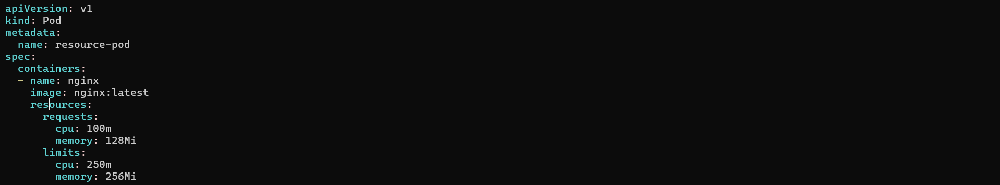 apiVersion: v1
kind: Pod
metadata:
  name: resource-pod
spec:
  containers:
  - name: nginx
    image: nginx:latest
    resources:
      requests:
        cpu: 100m
        memory: 128Mi
      limits:
        cpu: 250m
        memory: 256Mi